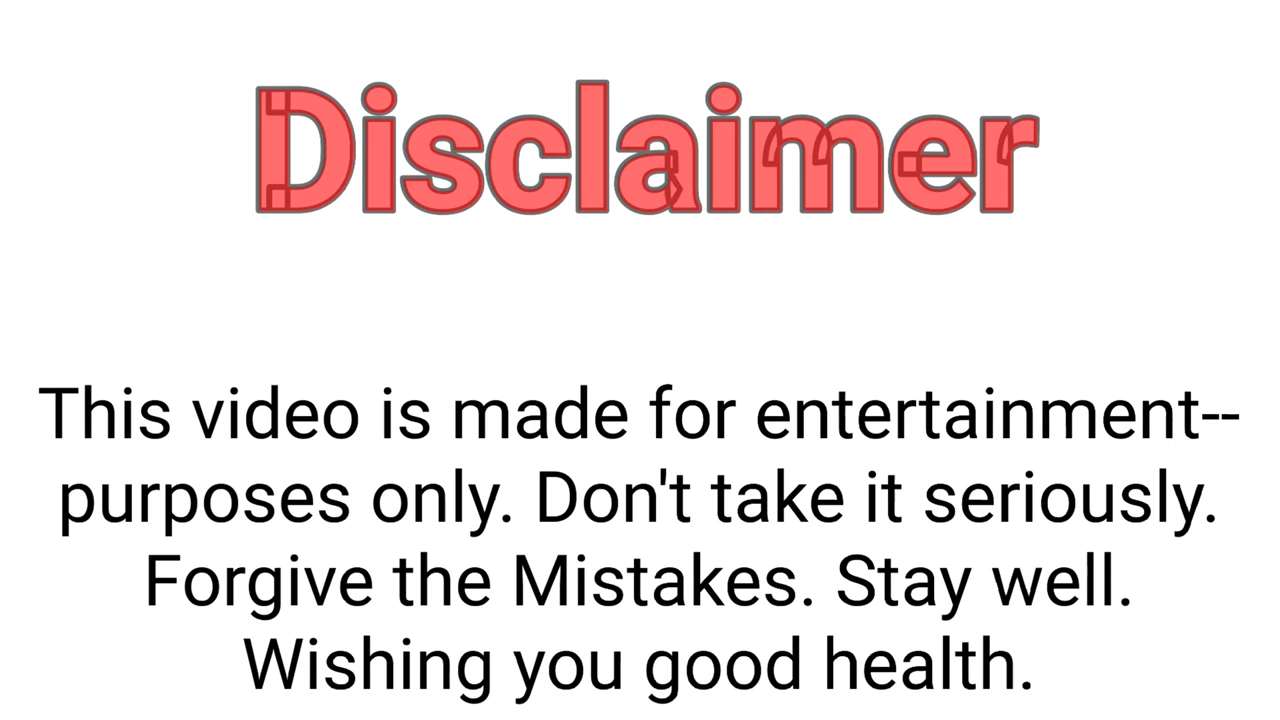 Disclaimer
This video is made for entertainment--
purposes only. Don't take it seriously.
Forgive the Mistakes. Stay well.
Wishing you good health.